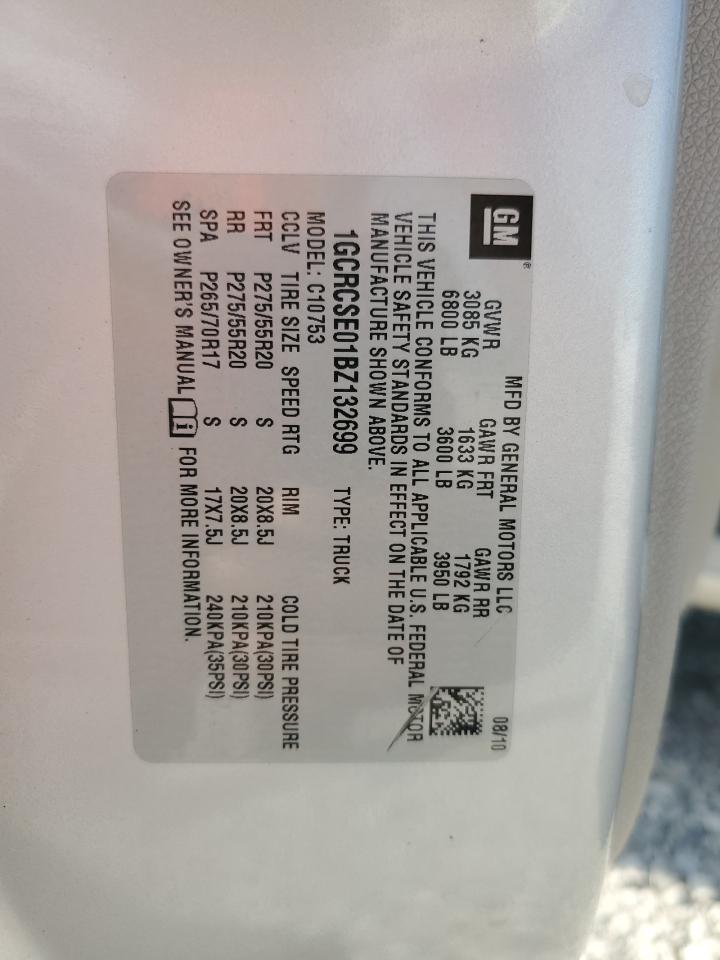 GM®
MFD BY GENERAL MOTORS LLC 08/10
GVWR GAWR FRT GAWR RR
3085 KG 1633 KG 1792 KG
6800 LB 3600 LB 3950 LB
THIS VEHICLE CONFORMS TO ALL APPLICABLE U.S. FEDERAL MOTOR
VEHICLE SAFETY STANDARDS IN EFFECT ON THE DATE OF
MANUFACTURE SHOWN ABOVE.
1GCRCSE01BZ132699 TYPE: TRUCK
MODEL: C10753
CCLV TIRE SIZE SPEED RTG RIM COLD TIRE PRESSURE
FRT P275/55R20 S 20X8.5J 210KPA(30PSI)
RR P275/55R20 S 20X8.5J 210KPA(30PSI)
SPA P265/70R17 S 17X7.5J 240KPA(35PSI)
SEE OWNER'S MANUAL i FOR MORE INFORMATION.